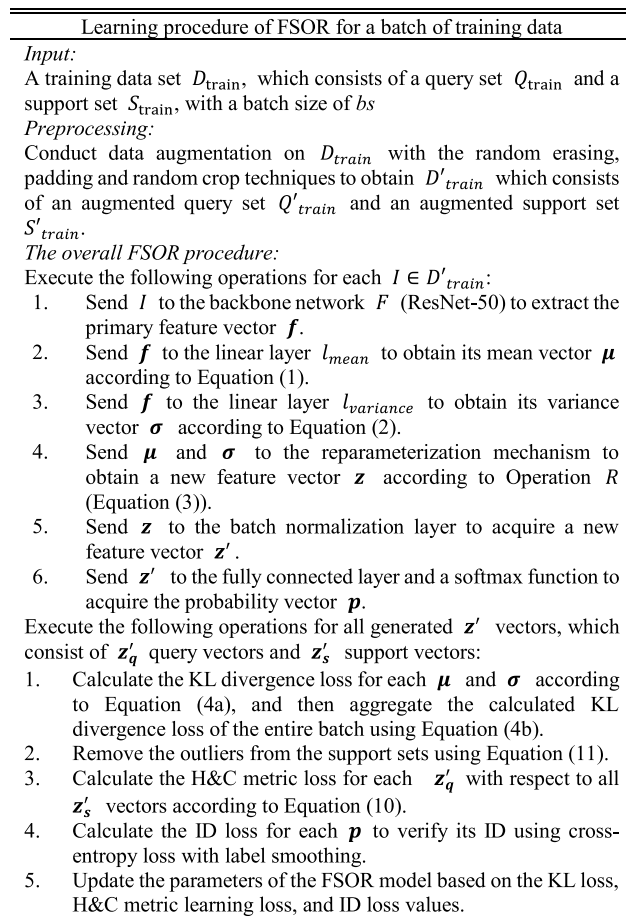 Learning procedure of FSOR for a batch of training data
Input:
A training data set D_train, which consists of a query set Q_train and a
support set S_train, with a batch size of bs
Preprocessing:
Conduct data augmentation on D_train with the random erasing,
padding and random crop techniques to obtain D'_train which consists
of an augmented query set Q'_train and an augmented support set
S'_train.
The overall FSOR procedure:
Execute the following operations for each I ∈ D'_train:
1. Send I to the backbone network F (ResNet-50) to extract the
primary feature vector f.
2. Send f to the linear layer l_mean to obtain its mean vector μ
according to Equation (1).
3. Send f to the linear layer l_variance to obtain its variance
vector σ according to Equation (2).
4. Send μ and σ to the reparameterization mechanism to
obtain a new feature vector z according to Operation R
(Equation (3)).
5. Send z to the batch normalization layer to acquire a new
feature vector z′.
6. Send z′ to the fully connected layer and a softmax function to
acquire the probability vector p.
Execute the following operations for all generated z′ vectors, which
consist of z′_q query vectors and z′_s support vectors:
1. Calculate the KL divergence loss for each μ and σ according
to Equation (4a), and then aggregate the calculated KL
divergence loss of the entire batch using Equation (4b).
2. Remove the outliers from the support sets using Equation (11).
3. Calculate the H&C metric loss for each z′_q with respect to all
z′_s vectors according to Equation (10).
4. Calculate the ID loss for each p to verify its ID using cross-
entropy loss with label smoothing.
5. Update the parameters of the FSOR model based on the KL loss,
H&C metric learning loss, and ID loss values.